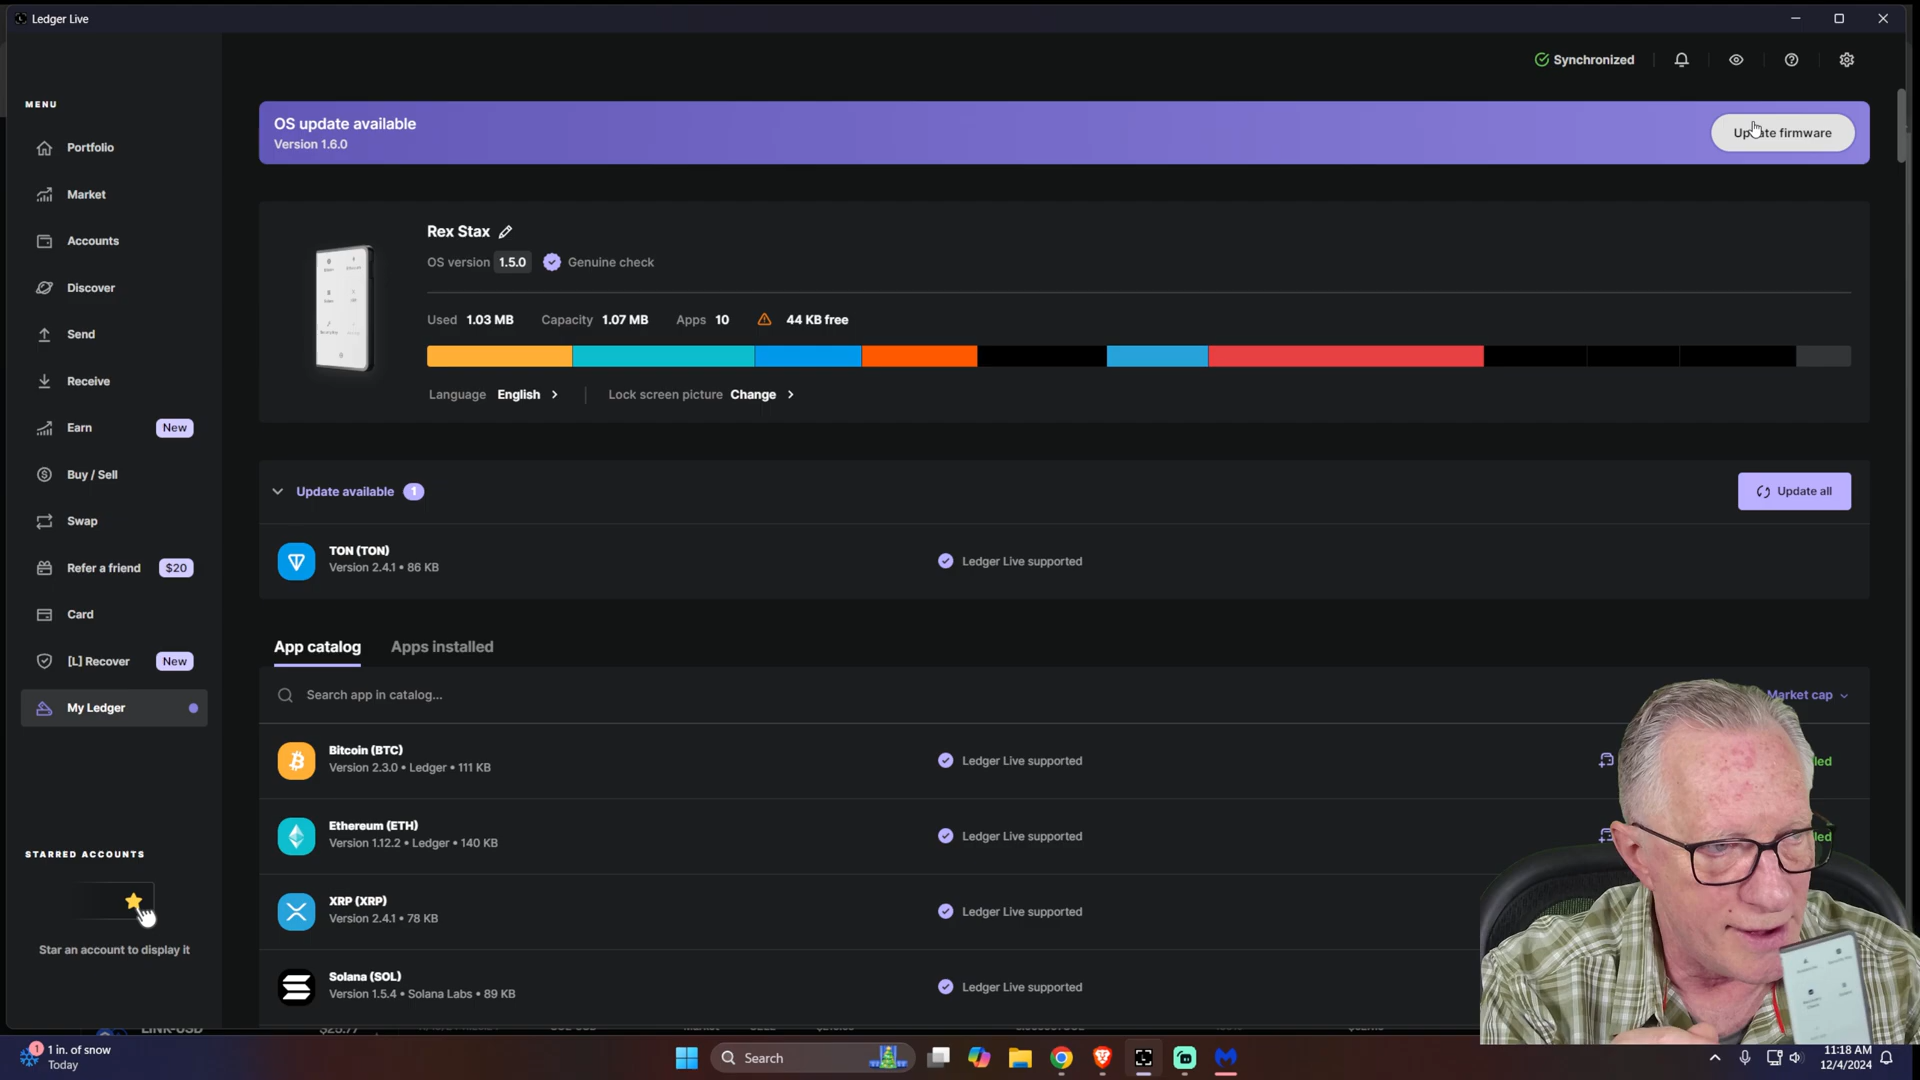 Ledger Live
MENU
Portfolio
Market
Accounts
Discover
Send
Receive
Earn New
Buy / Sell
Swap
Refer a friend $20
Card
[L] Recover New
My Ledger
STARRED ACCOUNTS
Star an account to display it
Synchronized
OS update available
Version 1.6.0
Update firmware
Rex Stax
OS version 1.5.0 Genuine check
Used 1.03 MB Capacity 1.07 MB Apps 10 44 KB free
Language English Lock screen picture Change
Update available 1
Update all
TON (TON)
Version 2.4.1 • 86 KB
Ledger Live supported
App catalog Apps installed
Search app in catalog...
Market cap
Bitcoin (BTC)
Version 2.3.0 • Ledger • 111 KB
Ledger Live supported
led
Ethereum (ETH)
Version 1.12.2 • Ledger • 140 KB
Ledger Live supported
led
XRP (XRP)
Version 2.4.1 • 78 KB
Ledger Live supported
Solana (SOL)
Version 1.5.4 • Solana Labs • 89 KB
Ledger Live supported
1
1 in. of snow
Today
Search
11:18 AM
12/4/2024